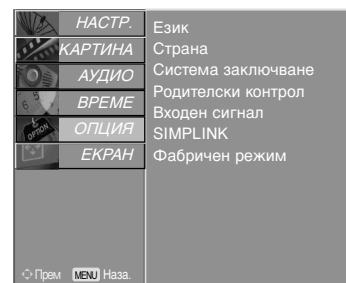 НАСТР.
КАРТИНА
АУДИО
ВРЕМЕ
ОПЦИЯ
ЕКРАН
Прем MENU Наза.
Език
Страна
Система заключване
Родителски контрол
Входен сигнал
SIMPLINK
Фабричен режим